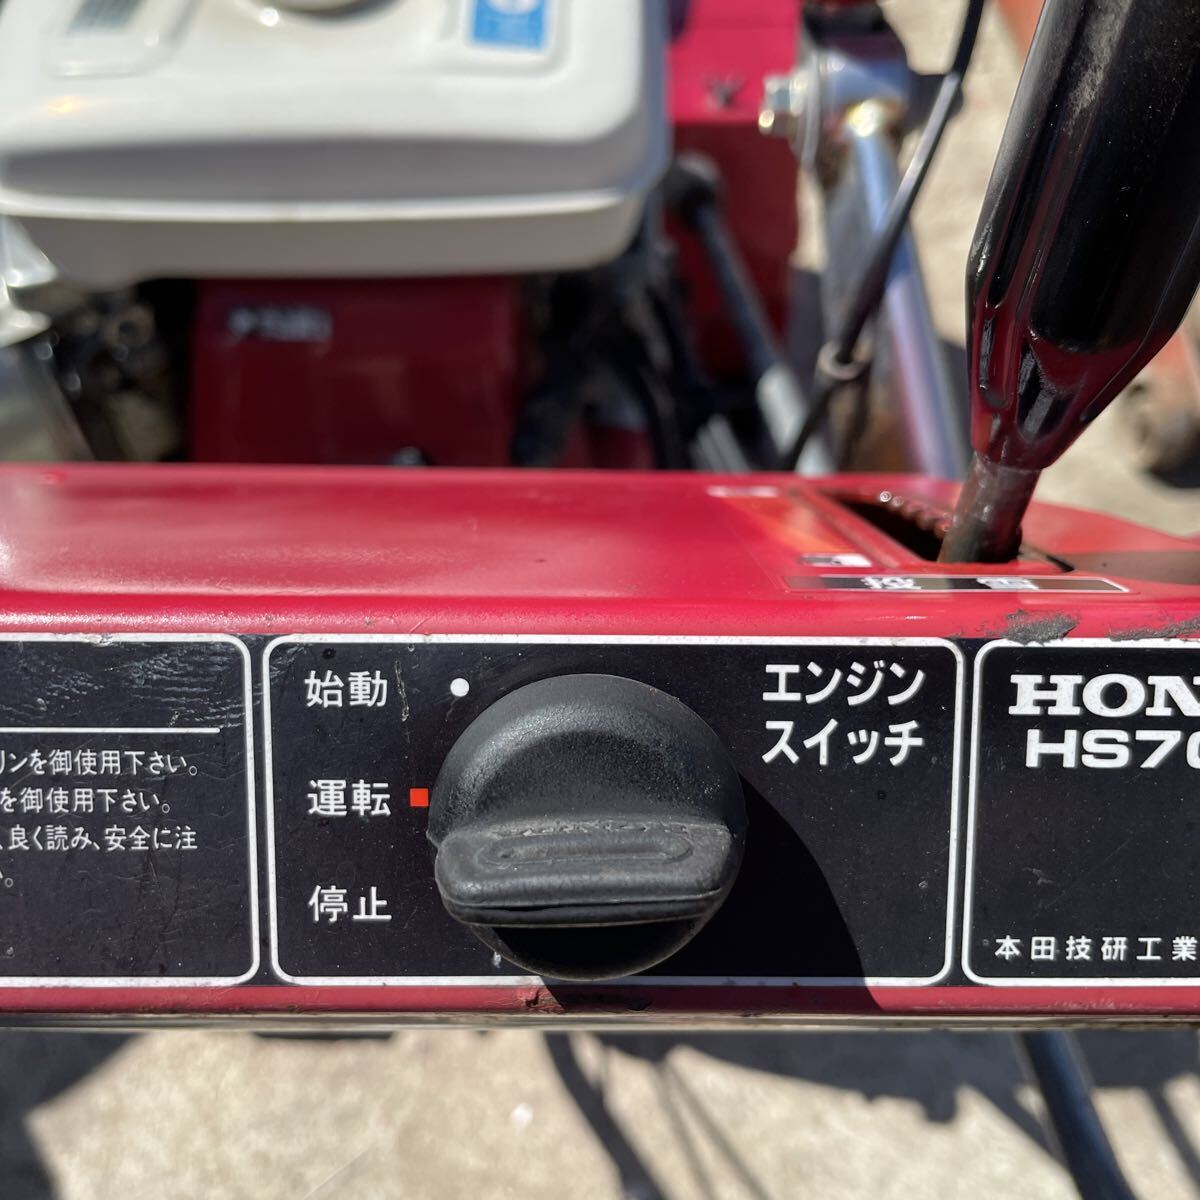 リンを御使用下さい。
を御使用下さい。
、良く読み、安全に注
い。
始動
運転
停止
エンジン
スイッチ
HON
HS70
本田技研工業